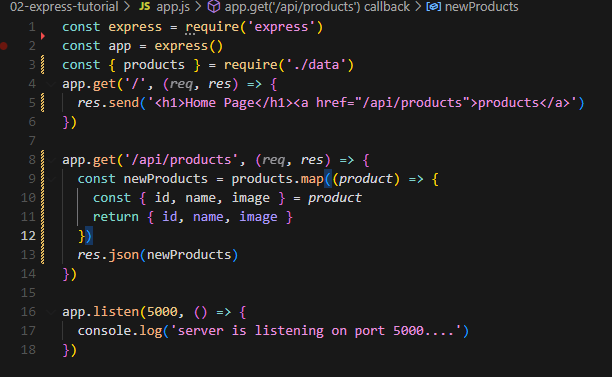 02-express-tutorial > JS app.js > app.get('/api/products') callback > newProducts
1 const express = require('express')
2 const app = express()
3 const { products } = require('./data')
4 app.get('/', (req, res) => {
5   res.send('<h1>Home Page</h1><a href="/api/products">products</a>')
6 })
7
8 app.get('/api/products', (req, res) => {
9   const newProducts = products.map((product) => {
10     const { id, name, image } = product
11     return { id, name, image }
12   })
13   res.json(newProducts)
14 })
15
16 app.listen(5000, () => {
17   console.log('server is listening on port 5000....')
18 })